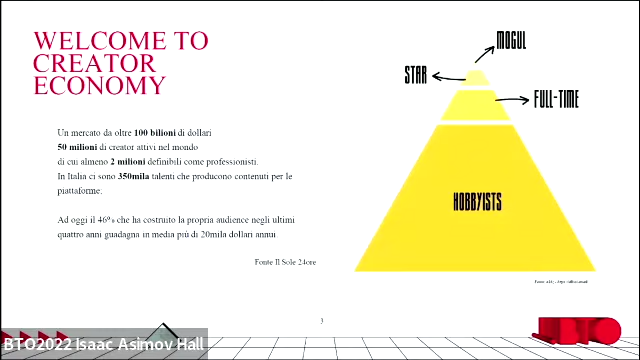 WELCOME TO
CREATOR
ECONOMY
MOGUL
STAR
FULL-TIME
HOBBYISTS
Un mercato da oltre 100 bilioni di dollari
50 milioni di creator attivi nel mondo
di cui almeno 2 milioni definibili come professionisti.
In Italia ci sono 350mila talenti che producono contenuti per le
piattaforme.
Ad oggi il 46% che ha costruito la propria audience negli ultimi
quattro anni guadagna in media più di 20mila dollari annui
Fonte Il Sole 24ore
3
BTO
BTO2022 Isaac Asimov Hall